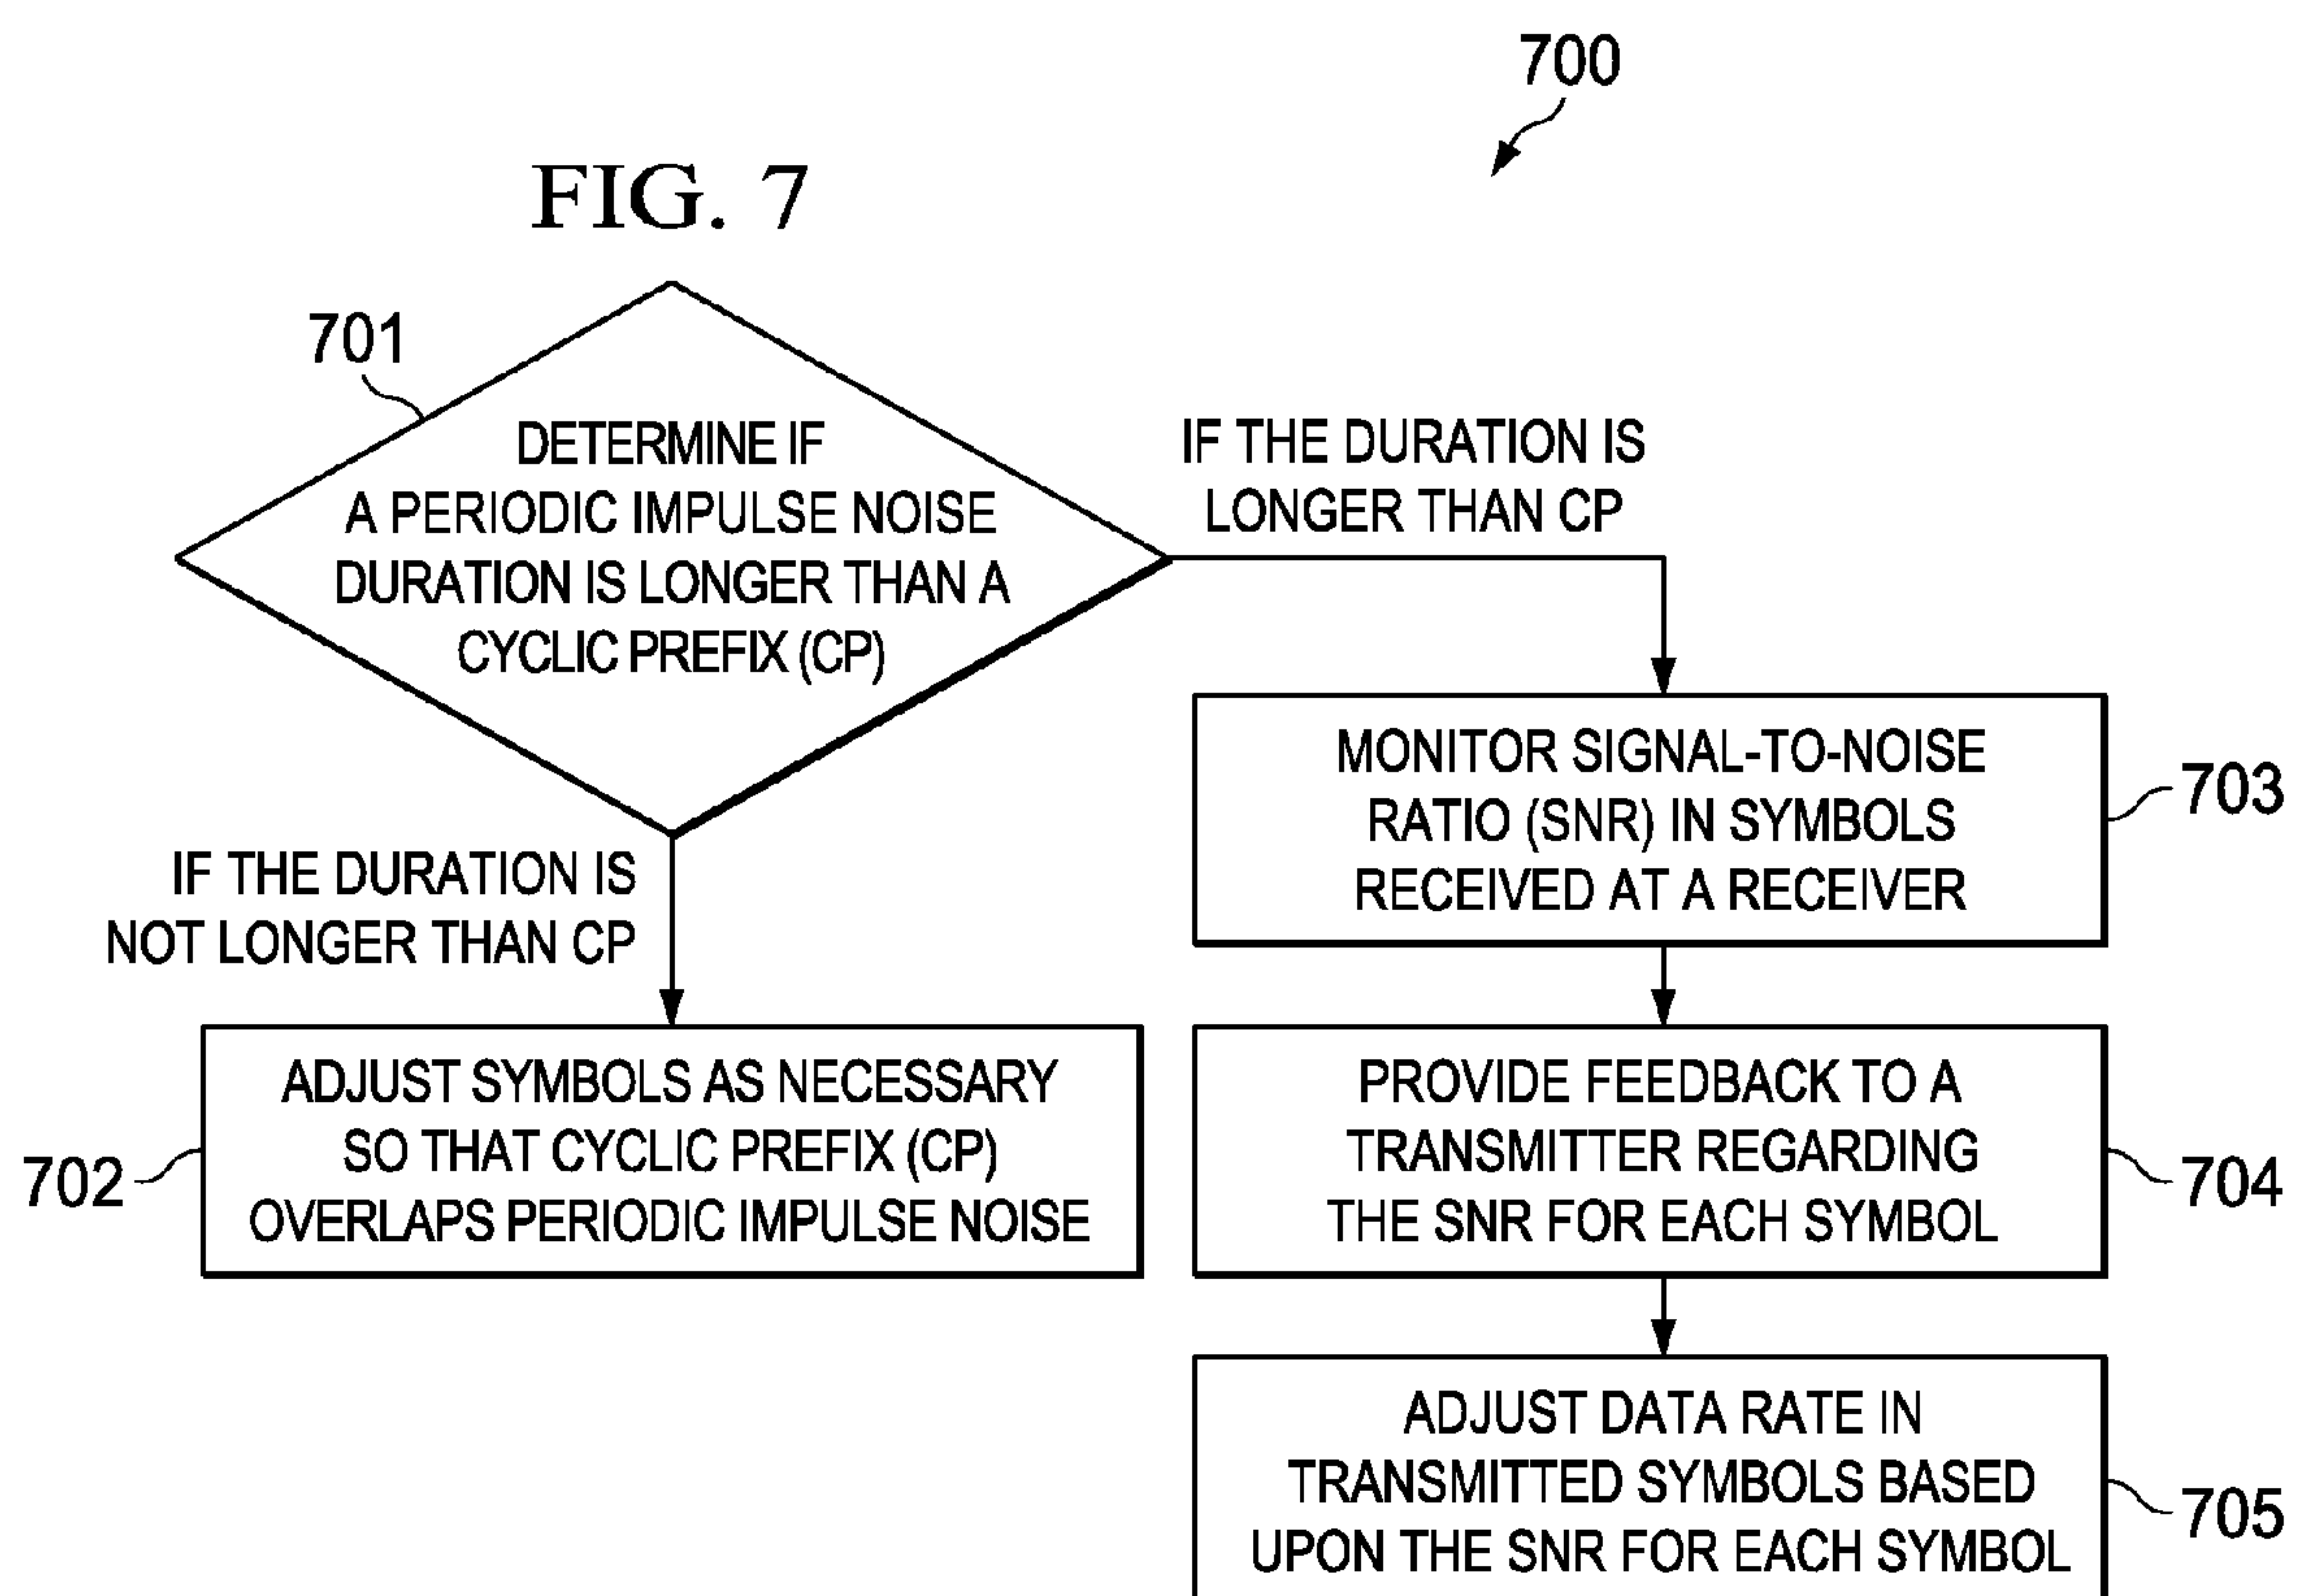 700
FIG. 7
701
DETERMINE IF
A PERIODIC IMPULSE NOISE
DURATION IS LONGER THAN A
CYCLIC PREFIX (CP)
IF THE DURATION IS
LONGER THAN CP
IF THE DURATION IS
NOT LONGER THAN CP
702
ADJUST SYMBOLS AS NECESSARY
SO THAT CYCLIC PREFIX (CP)
OVERLAPS PERIODIC IMPULSE NOISE
MONITOR SIGNAL-TO-NOISE
RATIO (SNR) IN SYMBOLS
RECEIVED AT A RECEIVER
703
PROVIDE FEEDBACK TO A
TRANSMITTER REGARDING
THE SNR FOR EACH SYMBOL
704
ADJUST DATA RATE IN
TRANSMITTED SYMBOLS BASED
UPON THE SNR FOR EACH SYMBOL
705